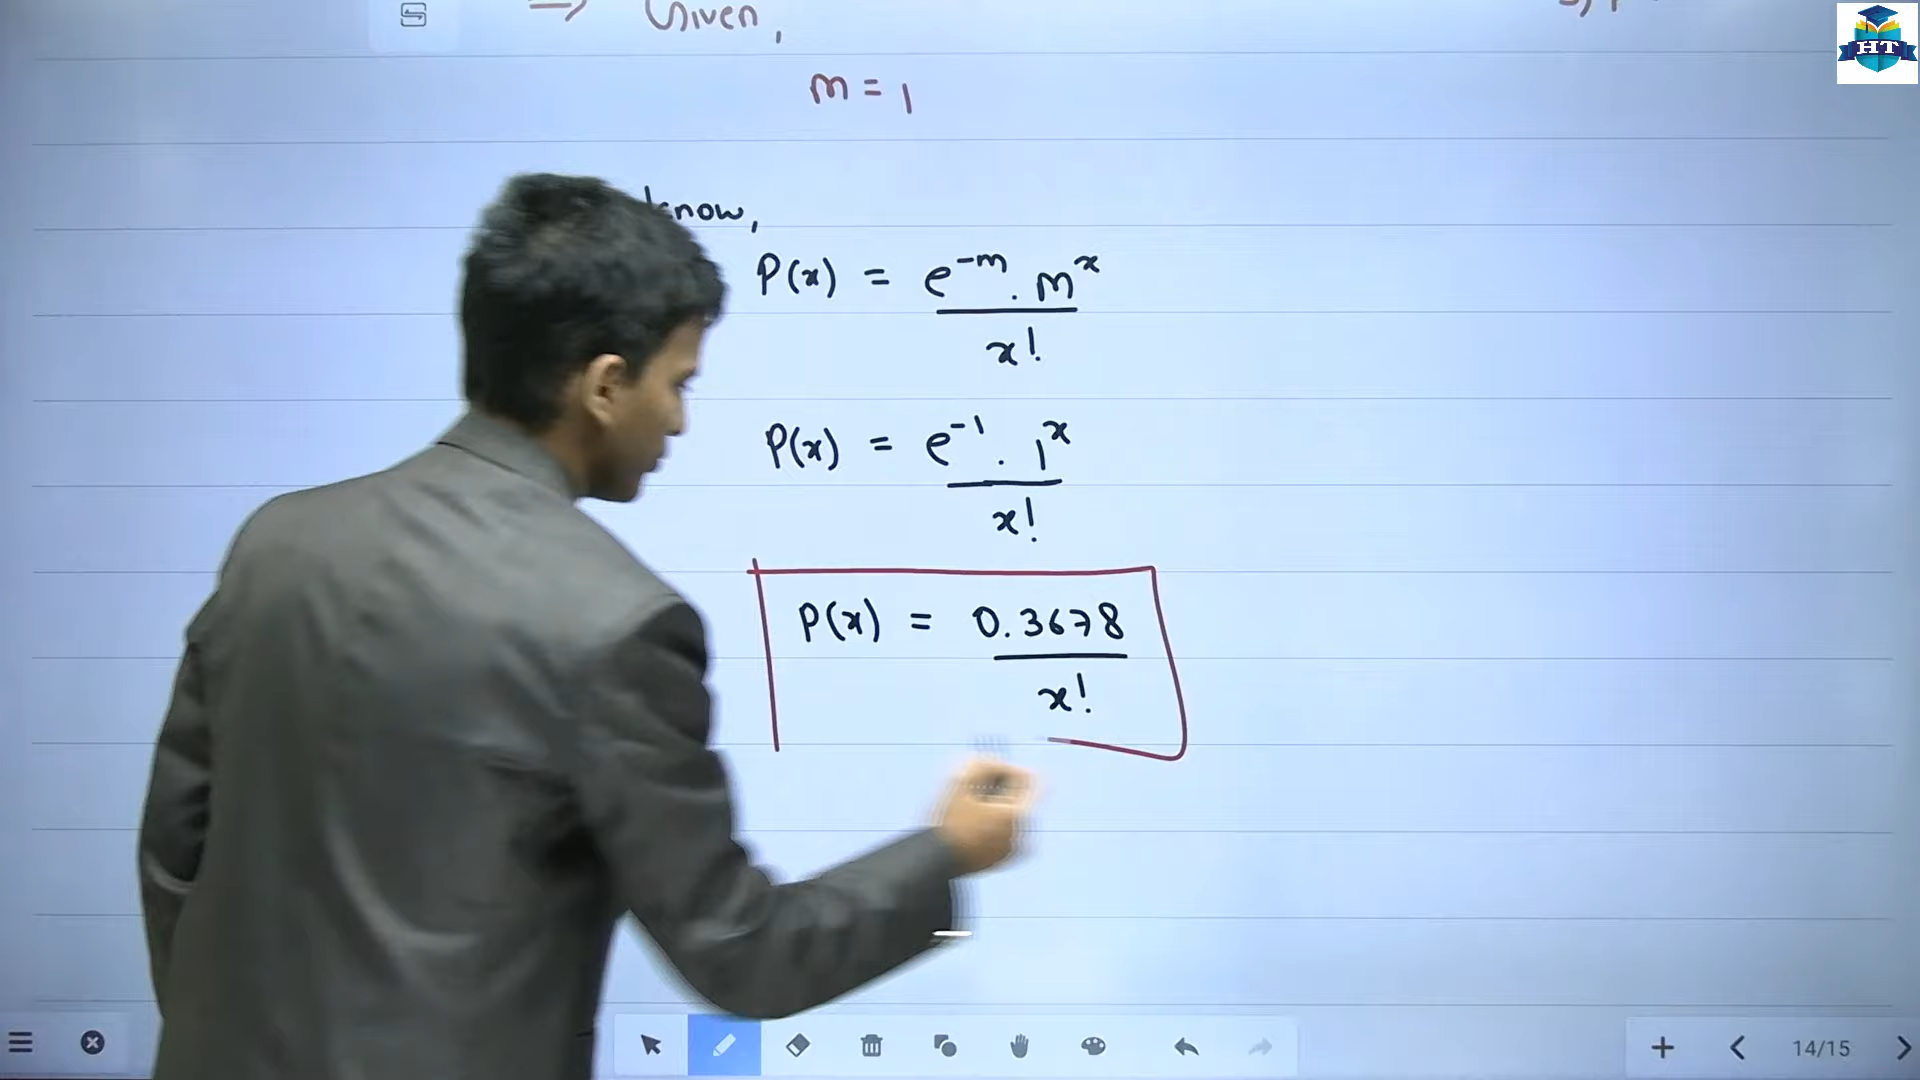 ⇒ Given,
HT
m = 1
know,
P(x) = e^-m . m^x
x!
P(x) = e^-1 . 1^x
x!
P(x) = 0.3678
x!
14/15